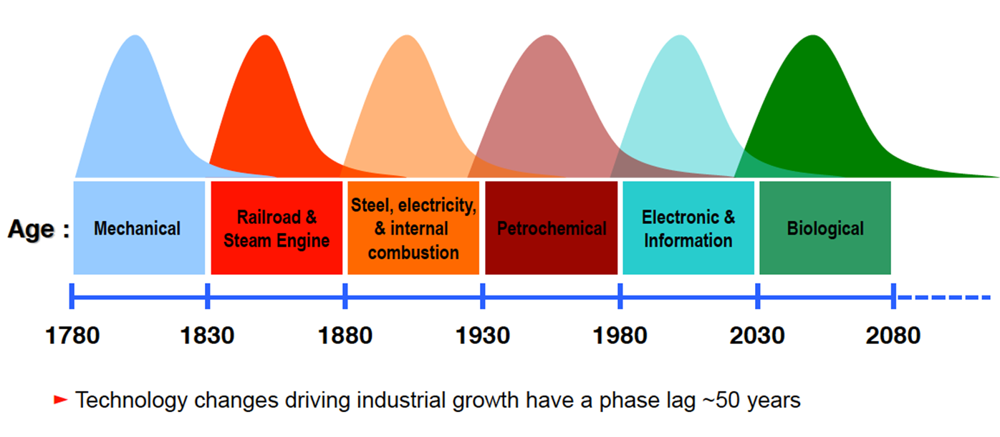 Age :
Mechanical
Railroad &
Steam Engine
Steel, electricity,
& internal
combustion
Petrochemical
Electronic &
Information
Biological
1780
1830
1880
1930
1980
2030
2080
► Technology changes driving industrial growth have a phase lag ~50 years